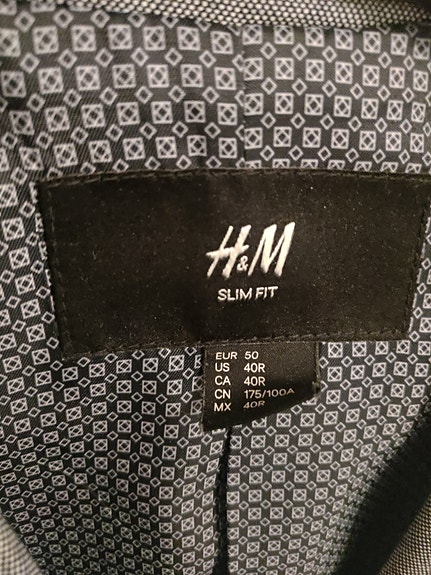 H&M
SLIM FIT
EUR 50
US 40R
CA 40R
CN 175/100A
MX 40R